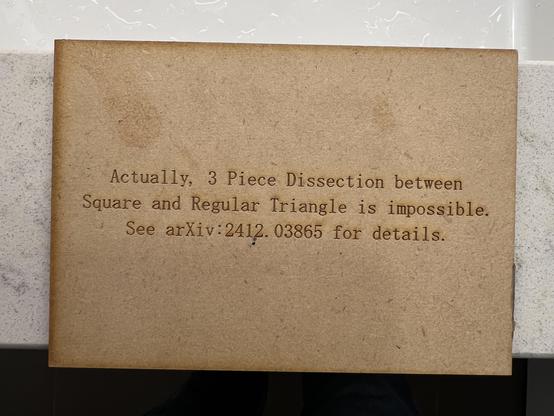 Actually, 3 Piece Dissection between
Square and Regular Triangle is impossible.
See arXiv:2412.03865 for details.